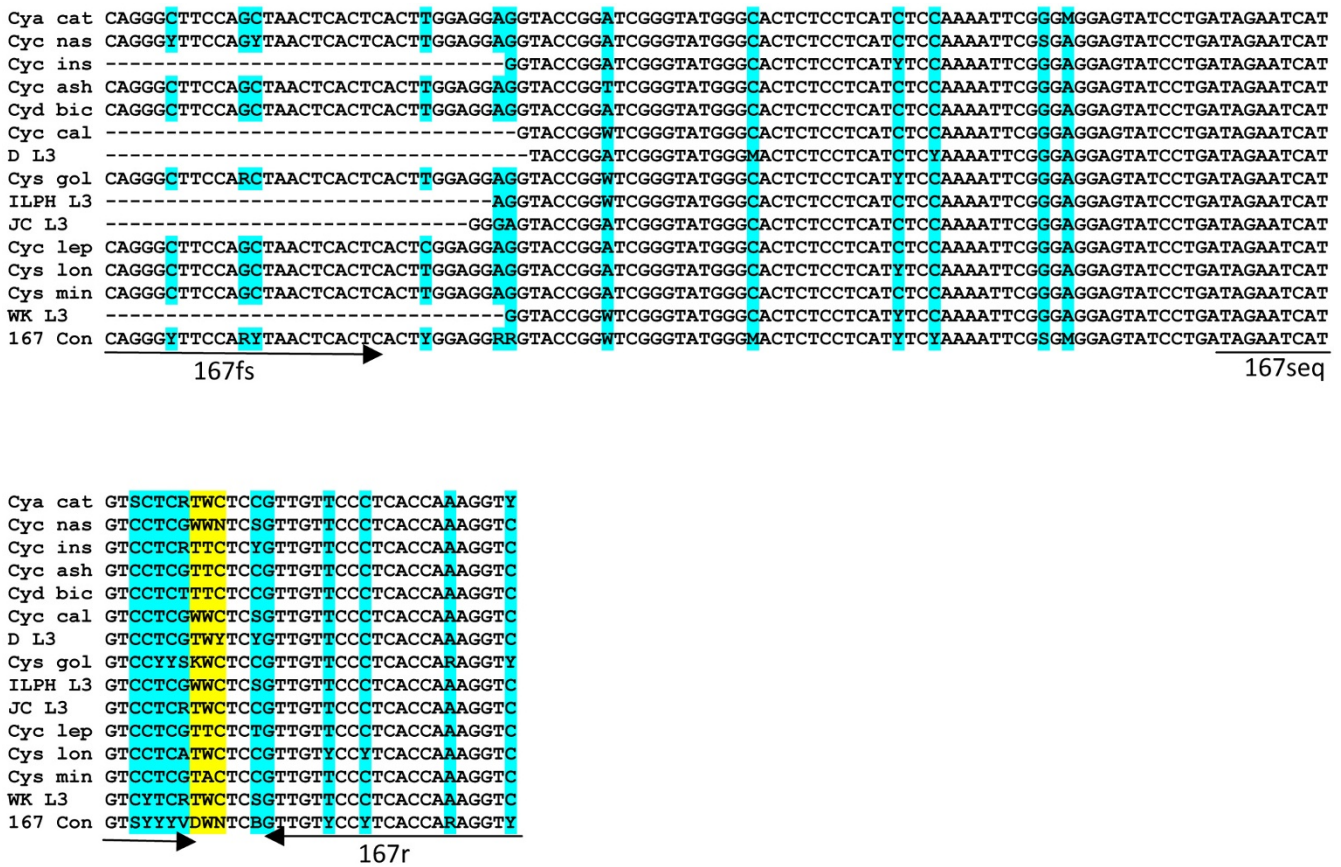 Cya cat CAGGGCTTCCAGCTAACTCACTCACTTGGAGGAGGTACCGGATCGGGTATGGGCACTCTCCTCATCTCCAAAATTCGGGMGGAGTATCCTGATAGAATCAT
Cyc nas CAGGGYTTCCAGYTAACTCACTCACTTGGAGGAGGTACCGGATCGGGTATGGGCACTCTCCTCATCTCCAAAATTCGSGAGGAGTATCCTGATAGAATCAT
Cyc ins ---------------------------------GGTACCGGATCGGGTATGGGCACTCTCCTCATYTCCAAAATTCGGGAGGAGTATCCTGATAGAATCAT
Cyc ash CAGGGCTTCCAGCTAACTCACTCACTTGGAGGAGGTACCGGTTCGGGTATGGGCACTCTCCTCATCTCCAAAATTCGGGAGGAGTATCCTGATAGAATCAT
Cyd bic CAGGGCTTCCAGCTAACTCACTCACTTGGAGGAGGTACCGGATCGGGTATGGGCACTCTCCTCATCTCCAAAATTCGGGAGGAGTATCCTGATAGAATCAT
Cyc cal ----------------------------------GTACCGGWTCGGGTATGGGCACTCTCCTCATCTCCAAAATTCGGGAGGAGTATCCTGATAGAATCAT
D L3 -----------------------------------TACCGGATCGGGTATGGGMACTCTCCTCATCTCYAAAATTCGGGAGGAGTATCCTGATAGAATCAT
Cys gol CAGGGCTTCCARCTAACTCACTCACTTGGAGGAGGTACCGGWTCGGGTATGGGCACTCTCCTCATYTCCAAAATTCGGGAGGAGTATCCTGATAGAATCAT
ILPH L3 --------------------------------AGGTACCGGWTCGGGTATGGGCACTCTCCTCATCTCCAAAATTCGGGAGGAGTATCCTGATAGAATCAT
JC L3 ------------------------------GGGAGTACCGGATCGGGTATGGGCACTCTCCTCATCTCCAAAATTCGGGAGGAGTATCCTGATAGAATCAT
Cyc lep CAGGGCTTCCAGCTAACTCACTCACTCGGAGGAGGTACCGGATCGGGTATGGGCACTCTCCTCATCTCCAAAATTCGGGAGGAGTATCCTGATAGAATCAT
Cys lon CAGGGCTTCCAGCTAACTCACTCACTTGGAGGAGGTACCGGATCGGGTATGGGCACTCTCCTCATYTCCAAAATTCGGGAGGAGTATCCTGATAGAATCAT
Cys min CAGGGCTTCCAGCTAACTCACTCACTTGGAGGAGGTACCGGATCGGGTATGGGCACTCTCCTCATCTCCAAAATTCGGGAGGAGTATCCTGATAGAATCAT
WK L3 ---------------------------------GGTACCGGATCGGGTATGGGCACTCTCCTCATYTCCAAAATTCGGGAGGAGTATCCTGATAGAATCAT
167 Con CAGGGYTTCCARYTAACTCACTCACTYGGAGGRRGTACCGGWTCGGGTATGGGMACTCTCCTCATYTCYAAAATTCGSGMGGAGTATCCTGATAGAATCAT
167fs 167seq
Cya cat GTSCTCRTWCTCCGTTGTTCCCTCACCAAAGGTY
Cyc nas GTCCTCGWWNTCSGTTGTTCCCTCACCAAAGGTC
Cyc ins GTCCTCRTTCTCYGTTGTTCCCTCACCAAAGGTC
Cyc ash GTCCTCGTTCTCCGTTGTTCCCTCACCAAAGGTC
Cyd bic GTCCTCTTTCTCCGTTGTTCCCTCACCAAAGGTC
Cyc cal GTCCTCGWWCTCSGTTGTTCCCTCACCAAAGGTC
D L3 GTCCTCGTWYTCYGTTGTTCCCTCACCAAAGGTC
Cys gol GTCCYYSKWCTCCGTTGTTCCCTCACCARAGGTY
ILPH L3 GTCCTCGWWCTCSGTTGTTCCCTCACCAAAGGTC
JC L3 GTCCTCRTWCTCCGTTGTTCCCTCACCAAAGGTC
Cyc lep GTCCTCGTTCTCTGTTGTTCCCTCACCAAAGGTC
Cys lon GTCCTCATWCTCCGTTGTYCCYTCACCAAAGGTC
Cys min GTCCTCGTACTCCGTTGTTCCCTCACCAAAGGTC
WK L3 GTCYTCRTWCTCSGTTGTTCCCTCACCAAAGGTC
167 Con GTSYYYVDWNTCBGTTGTYCCYTCACCARAGGTY
167r